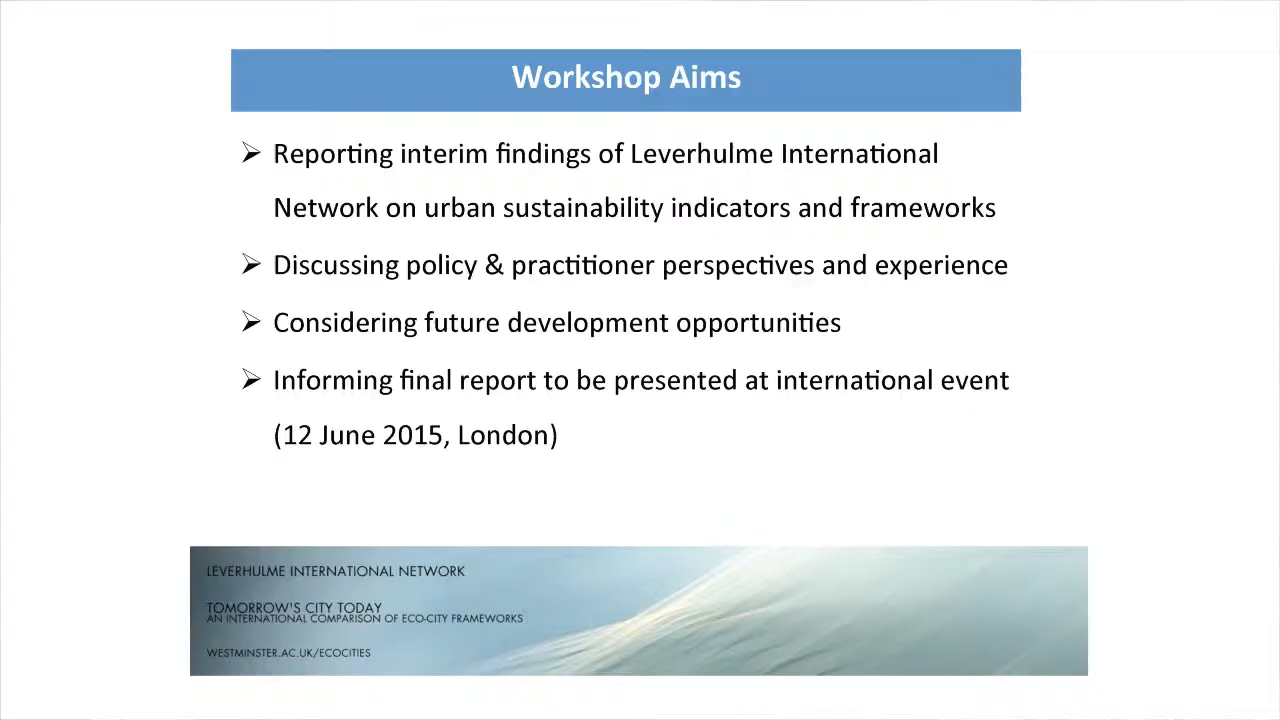 Workshop Aims
➢ Reporting interim findings of Leverhulme International
Network on urban sustainability indicators and frameworks
➢ Discussing policy & practitioner perspectives and experience
➢ Considering future development opportunities
➢ Informing final report to be presented at international event
(12 June 2015, London)
LEVERHULME INTERNATIONAL NETWORK
TOMORROW'S CITY TODAY
AN INTERNATIONAL COMPARISON OF ECO-CITY FRAMEWORKS
WESTMINSTER.AC.UK/ECOCITIES